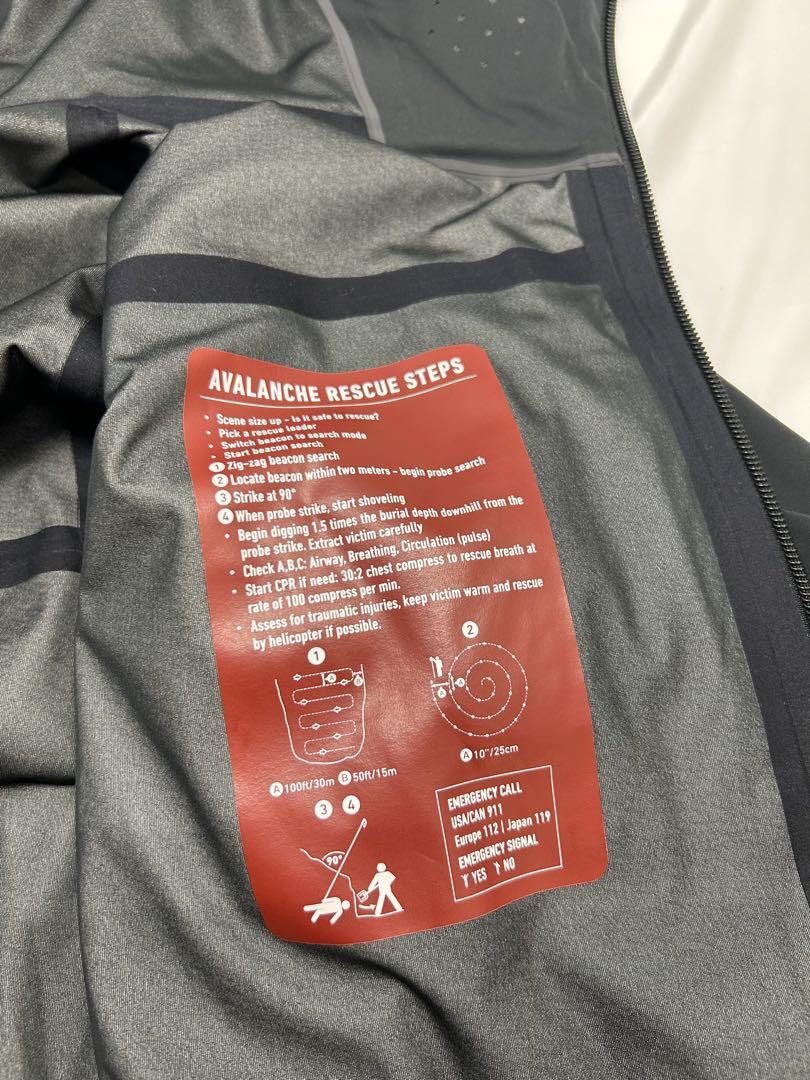 AVALANCHE RESCUE STEPS
• Scene size up - Is it safe to rescue?
• Pick a rescue leader
• Switch beacon to search mode
• Start beacon search
1 Zig-zag beacon search
2 Locate beacon within two meters - begin probe search
3 Strike at 90°
4 When probe strike, start shoveling
• Begin digging 1.5 times the burial depth downhill from the
probe strike. Extract victim carefully
• Check A,B,C: Airway, Breathing, Circulation (pulse)
• Start CPR if need: 30:2 chest compress to rescue breath at
rate of 100 compress per min.
• Assess for traumatic injuries, keep victim warm and rescue
by helicopter if possible.
1
A B
A 100ft/30m B 50ft/15m
2
A A
A 10"/25cm
3 4
90°
EMERGENCY CALL
USA/CAN 911
Europe 112 | Japan 119
EMERGENCY SIGNAL
YES NO